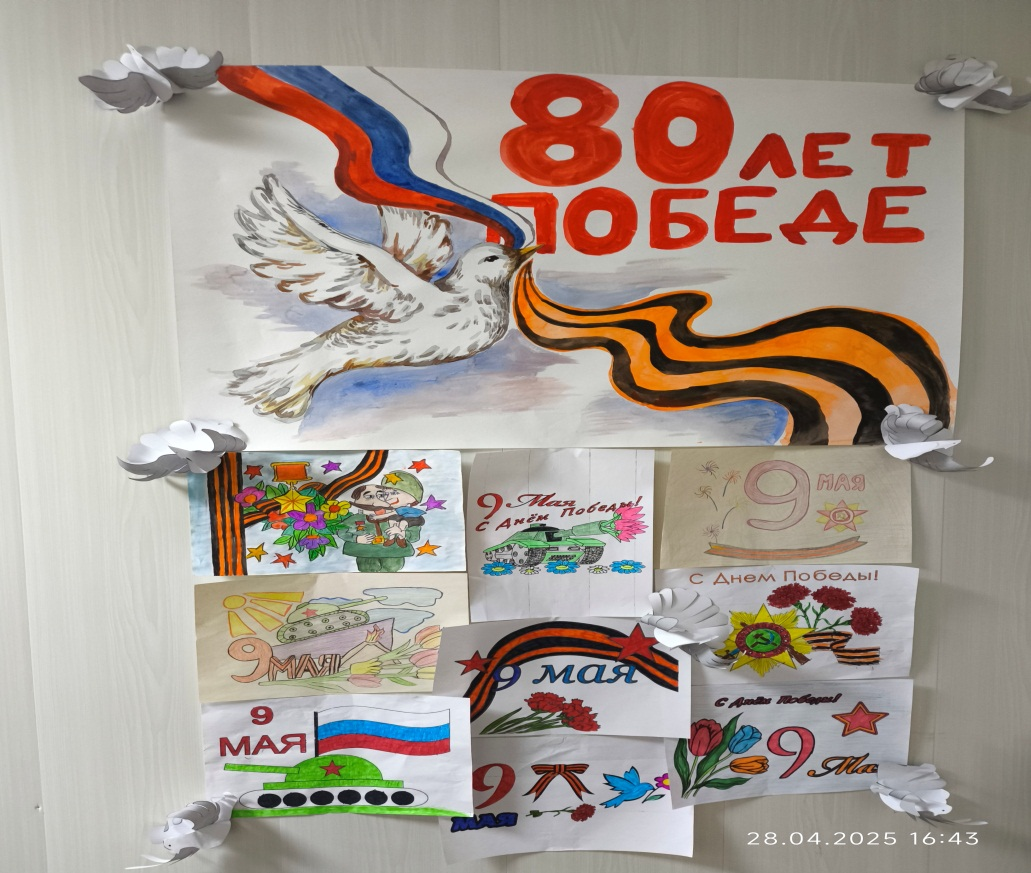 80 ЛЕТ
ПОБЕДЕ
9 Мая
С Днём Победы!
9 МАЯ
9 МАЯ
С Днем Победы!
9 мая
9
МАЯ
С Днём Победы!
9 Ма
9
МАЯ
28.04.2025 16:43